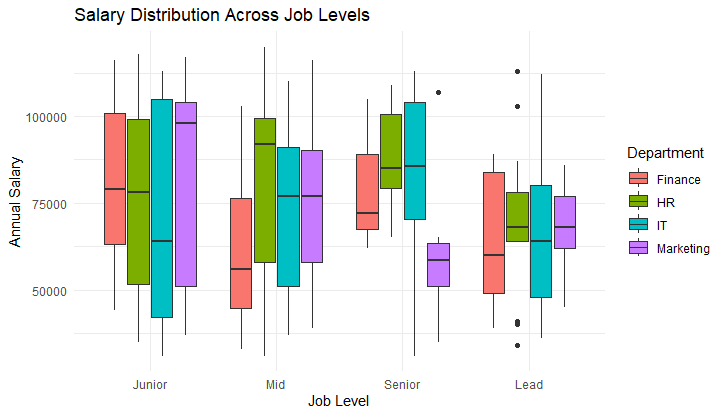 Salary Distribution Across Job Levels
Annual Salary
100000
75000
50000
Junior Mid Senior Lead
Job Level
Department
Finance
HR
IT
Marketing